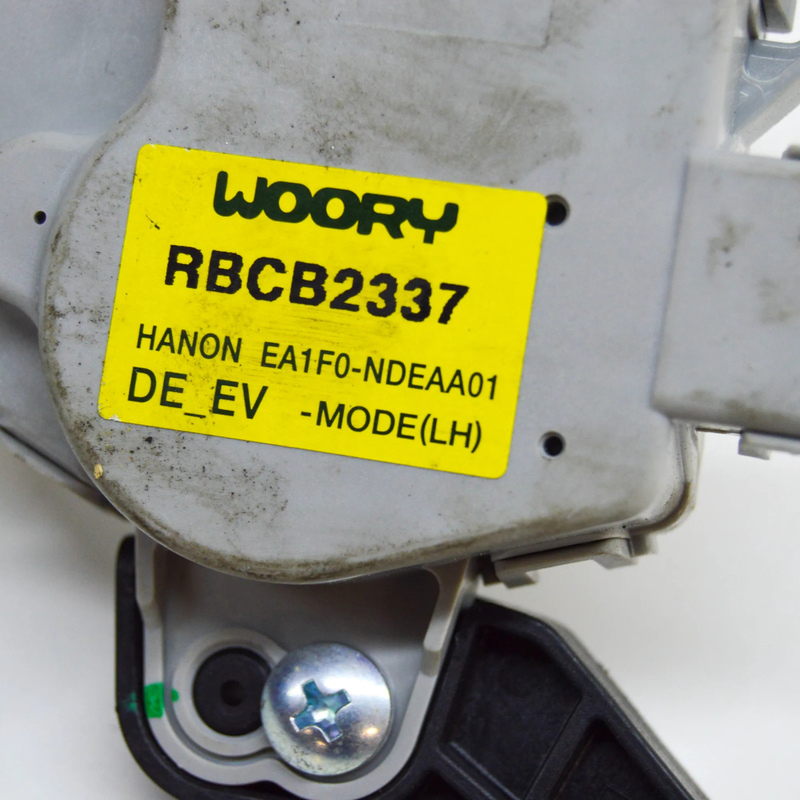 WOORY
RBCB2337
HANON EA1F0-NDEAA01
DE_EV -MODE(LH)